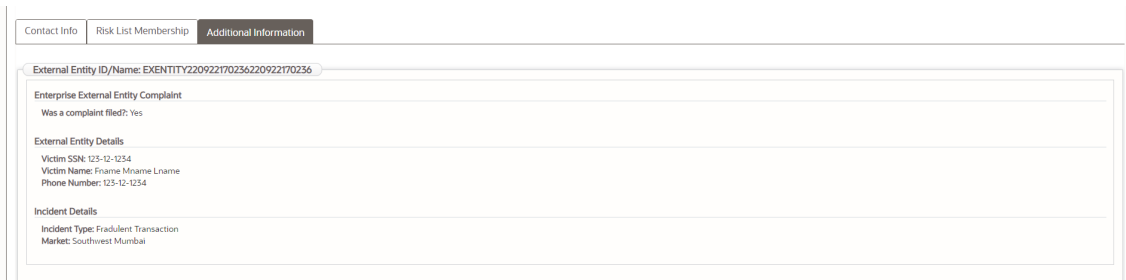 Contact Info Risk List Membership Additional Information
External Entity ID/Name: EXENTITY220922170236220922170236
Enterprise External Entity Complaint
Was a complaint filed?: Yes
External Entity Details
Victim SSN: 123-12-1234
Victim Name: Fname Mname Lname
Phone Number: 123-12-1234
Incident Details
Incident Type: Fradulent Transaction
Market: Southwest Mumbai